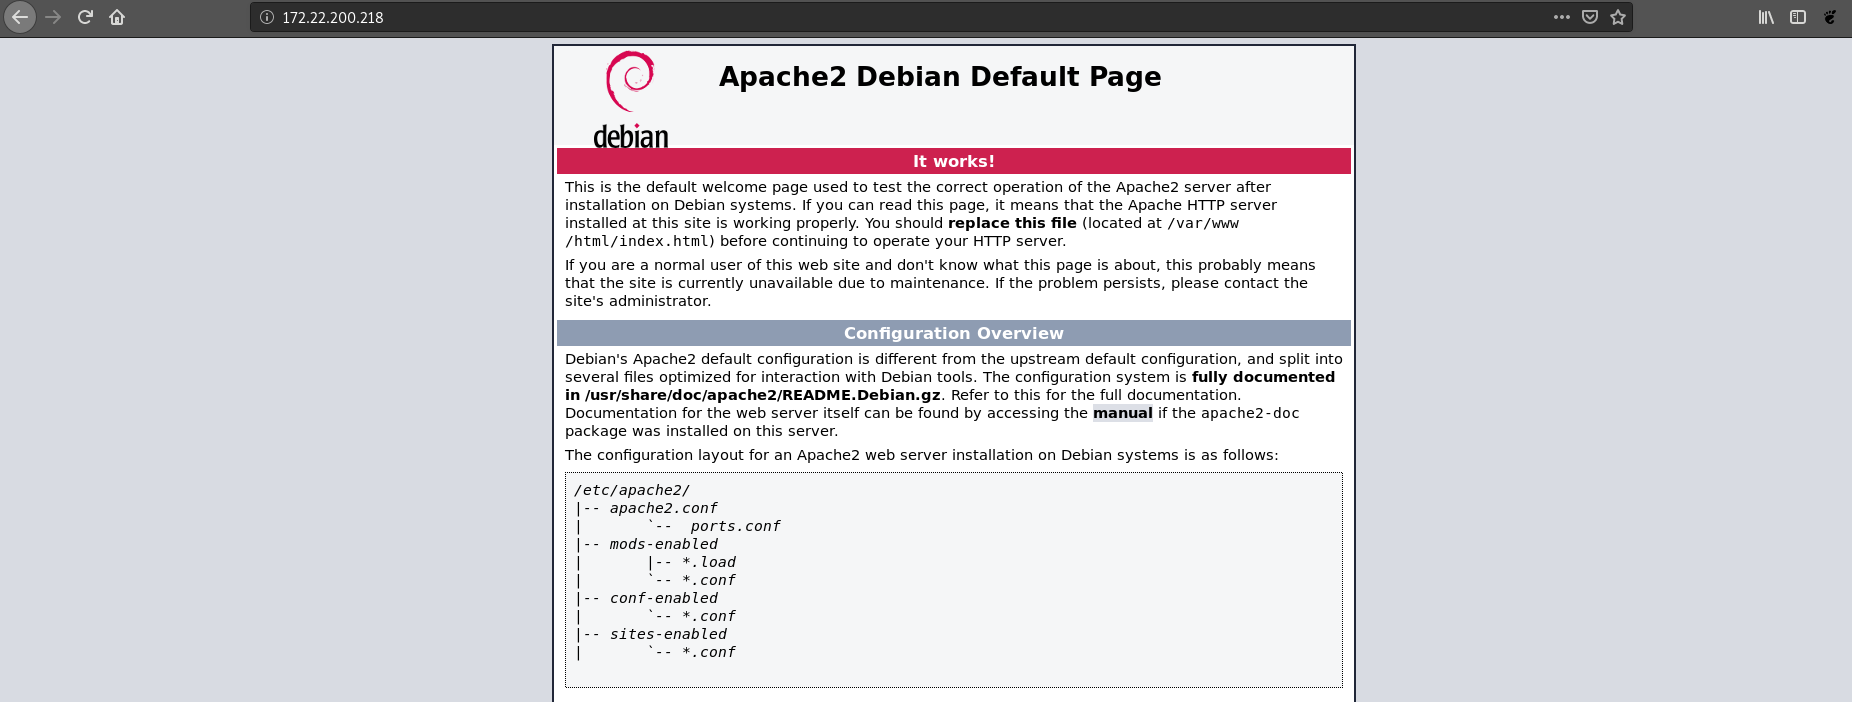 172.22.200.218
debian
Apache2 Debian Default Page
It works!
This is the default welcome page used to test the correct operation of the Apache2 server after
installation on Debian systems. If you can read this page, it means that the Apache HTTP server
installed at this site is working properly. You should replace this file (located at /var/www
/html/index.html) before continuing to operate your HTTP server.
If you are a normal user of this web site and don't know what this page is about, this probably means
that the site is currently unavailable due to maintenance. If the problem persists, please contact the
site's administrator.
Configuration Overview
Debian's Apache2 default configuration is different from the upstream default configuration, and split into
several files optimized for interaction with Debian tools. The configuration system is fully documented
in /usr/share/doc/apache2/README.Debian.gz. Refer to this for the full documentation.
Documentation for the web server itself can be found by accessing the manual if the apache2-doc
package was installed on this server.
The configuration layout for an Apache2 web server installation on Debian systems is as follows:
/etc/apache2/
|-- apache2.conf
|       `--  ports.conf
|-- mods-enabled
|       |-- *.load
|       `-- *.conf
|-- conf-enabled
|       `-- *.conf
|-- sites-enabled
|       `-- *.conf